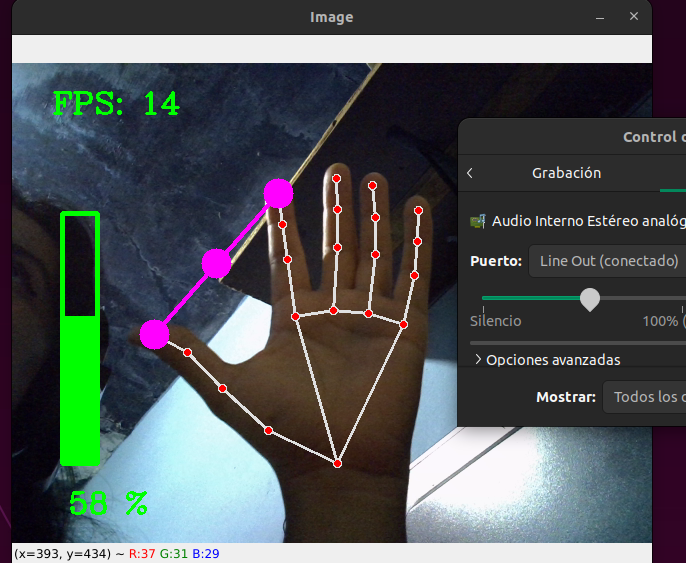 Image
FPS: 14
Control
Grabación
Audio Interno Estéreo
Puerto: Line Out (conectado)
Silencio 100% (
Opciones avanzadas
Mostrar: Todos los
58 %
(x=393, y=434) ~ R:37 G:31 B:29